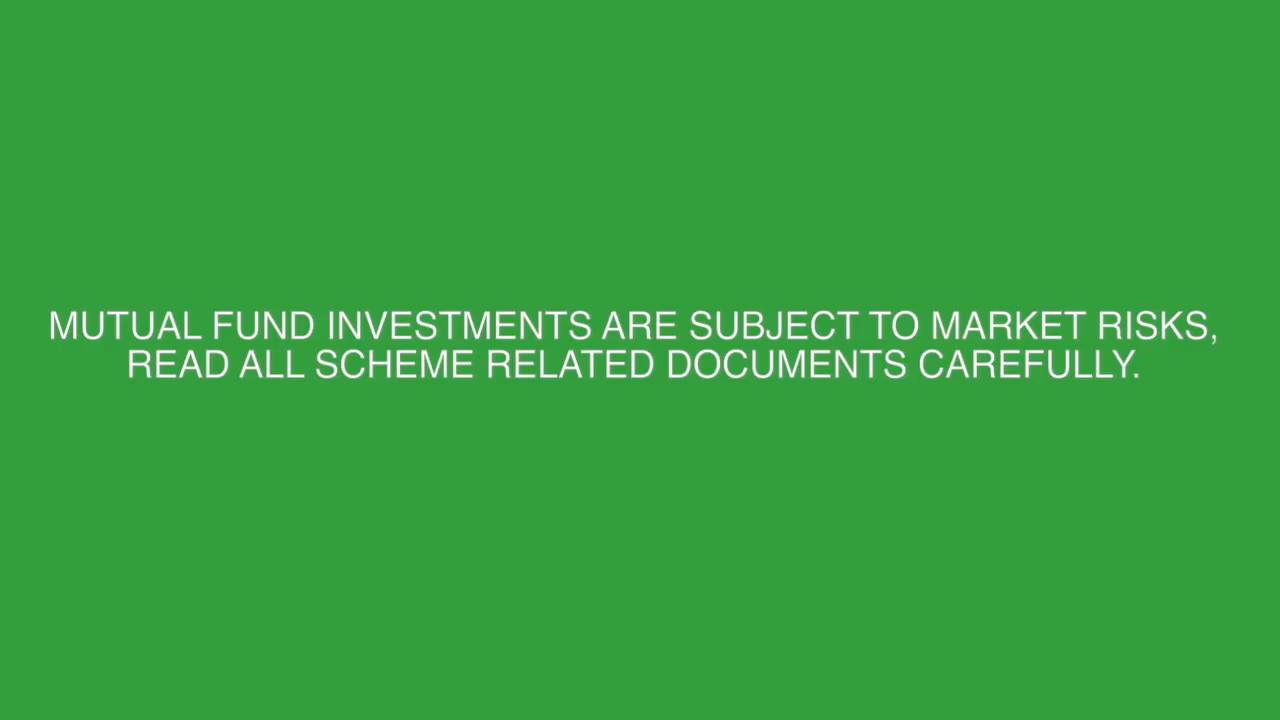 MUTUAL FUND INVESTMENTS ARE SUBJECT TO MARKET RISKS,
READ ALL SCHEME RELATED DOCUMENTS CAREFULLY.